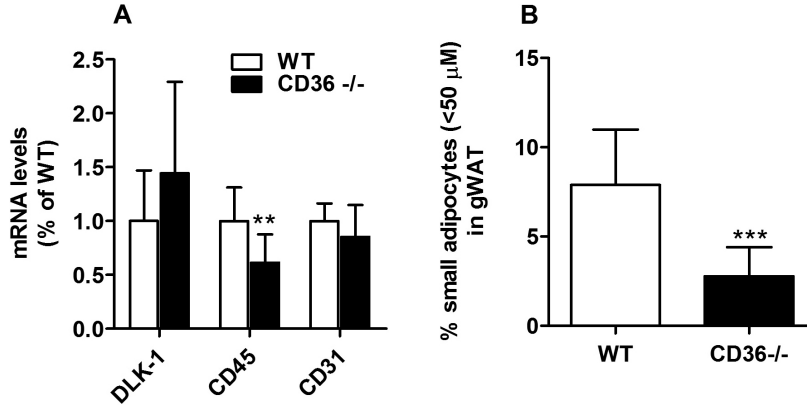 A
mRNA levels
(% of WT)
2.5
2.0
1.5
1.0
0.5
0.0
WT
CD36 -/-
**
DLK-1
CD45
CD31
B
% small adipocytes (<50 μM)
in gWAT
15
10
5
0
***
WT
CD36-/-